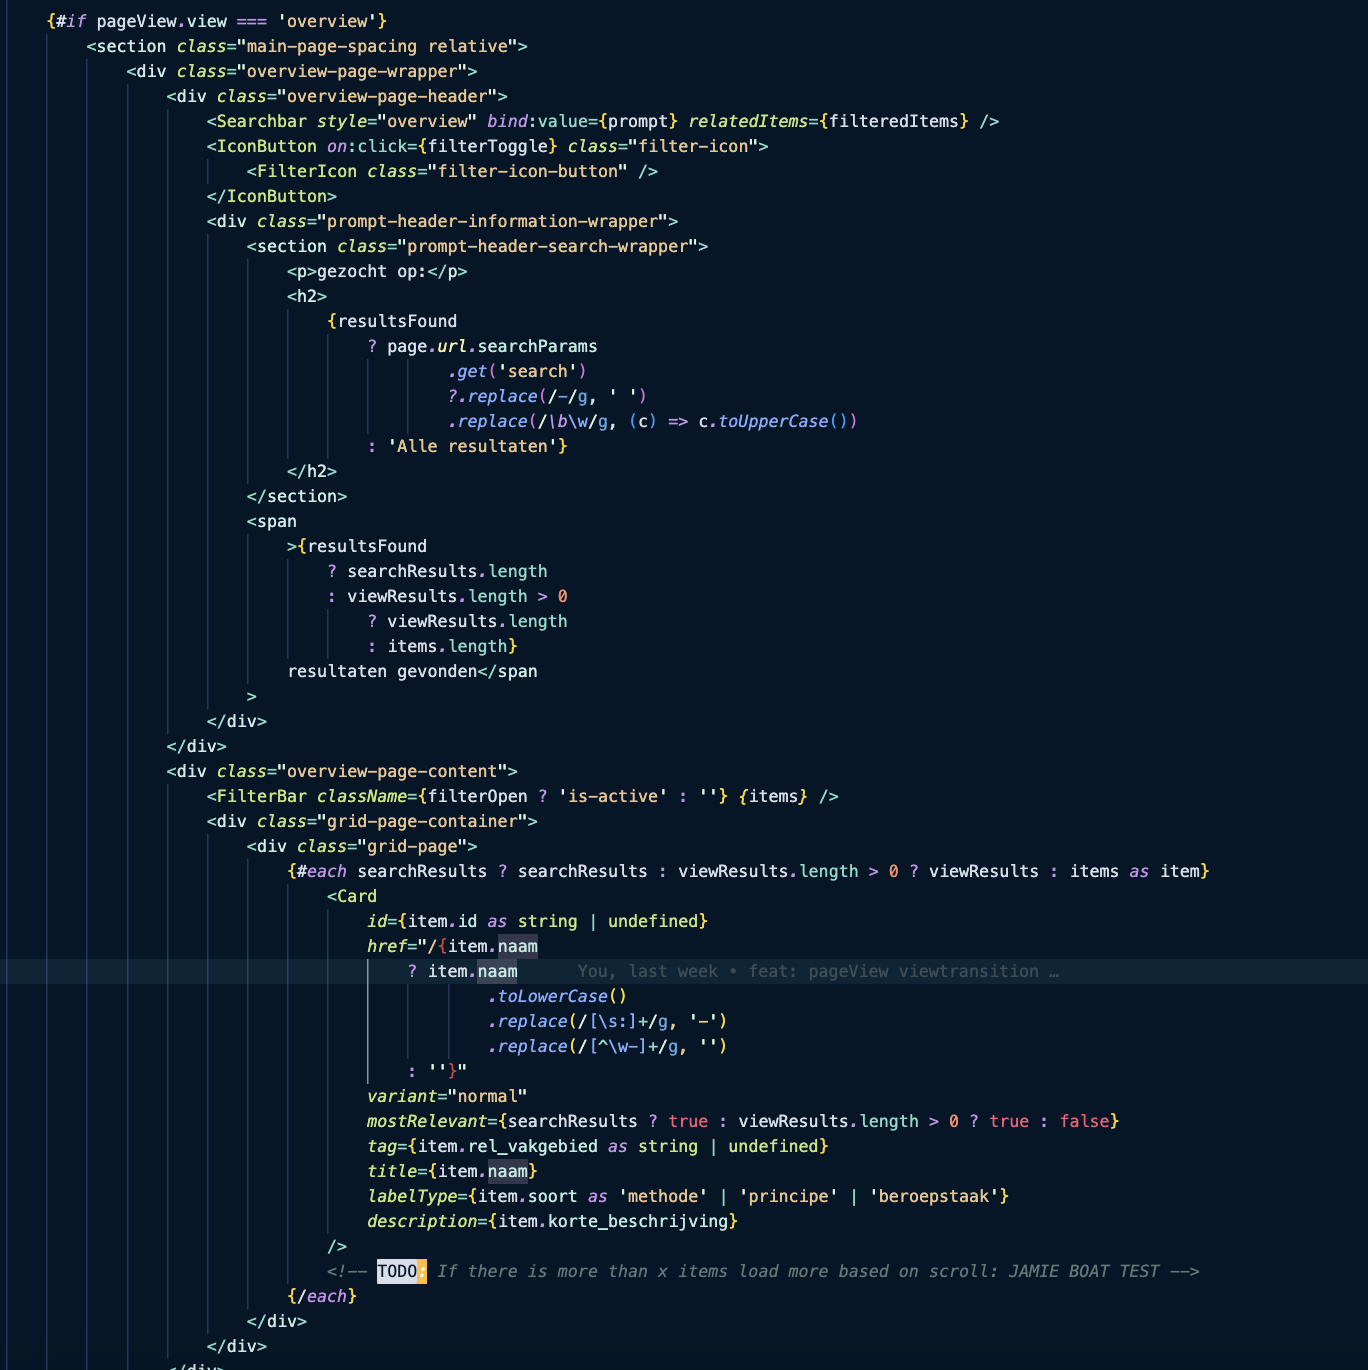 {#if pageView.view === 'overview'}
<section class="main-page-spacing relative">
<div class="overview-page-wrapper">
<div class="overview-page-header">
<Searchbar style="overview" bind:value={prompt} relatedItems={filteredItems} />
<IconButton on:click={filterToggle} class="filter-icon">
<FilterIcon class="filter-icon-button" />
</IconButton>
<div class="prompt-header-information-wrapper">
<section class="prompt-header-search-wrapper">
<p>gezocht op:</p>
<h2>
{resultsFound
? page.url.searchParams
.get('search')
?.replace(/-/g, ' ')
.replace(/\b\w/g, (c) => c.toUpperCase())
: 'Alle resultaten'}
</h2>
</section>
<span
>{resultsFound
? searchResults.length
: viewResults.length > 0
? viewResults.length
: items.length}
resultaten gevonden</span
>
</div>
</div>
<div class="overview-page-content">
<FilterBar className={filterOpen ? 'is-active' : ''} {items} />
<div class="grid-page-container">
<div class="grid-page">
{#each searchResults ? searchResults : viewResults.length > 0 ? viewResults : items as item}
<Card
id={item.id as string | undefined}
href="/{item.naam
? item.naam You, last week • feat: pageView viewtransition …
.toLowerCase()
.replace(/[\s:]+/g, '-')
.replace(/[^\w-]+/g, '')
: ''}"
variant="normal"
mostRelevant={searchResults ? true : viewResults.length > 0 ? true : false}
tag={item.rel_vakgebied as string | undefined}
title={item.naam}
labelType={item.soort as 'methode' | 'principe' | 'beroepstaak'}
description={item.korte_beschrijving}
/>
<!-- TODO: If there is more than x items load more based on scroll: JAMIE BOAT TEST -->
{/each}
</div>
</div>
</div>